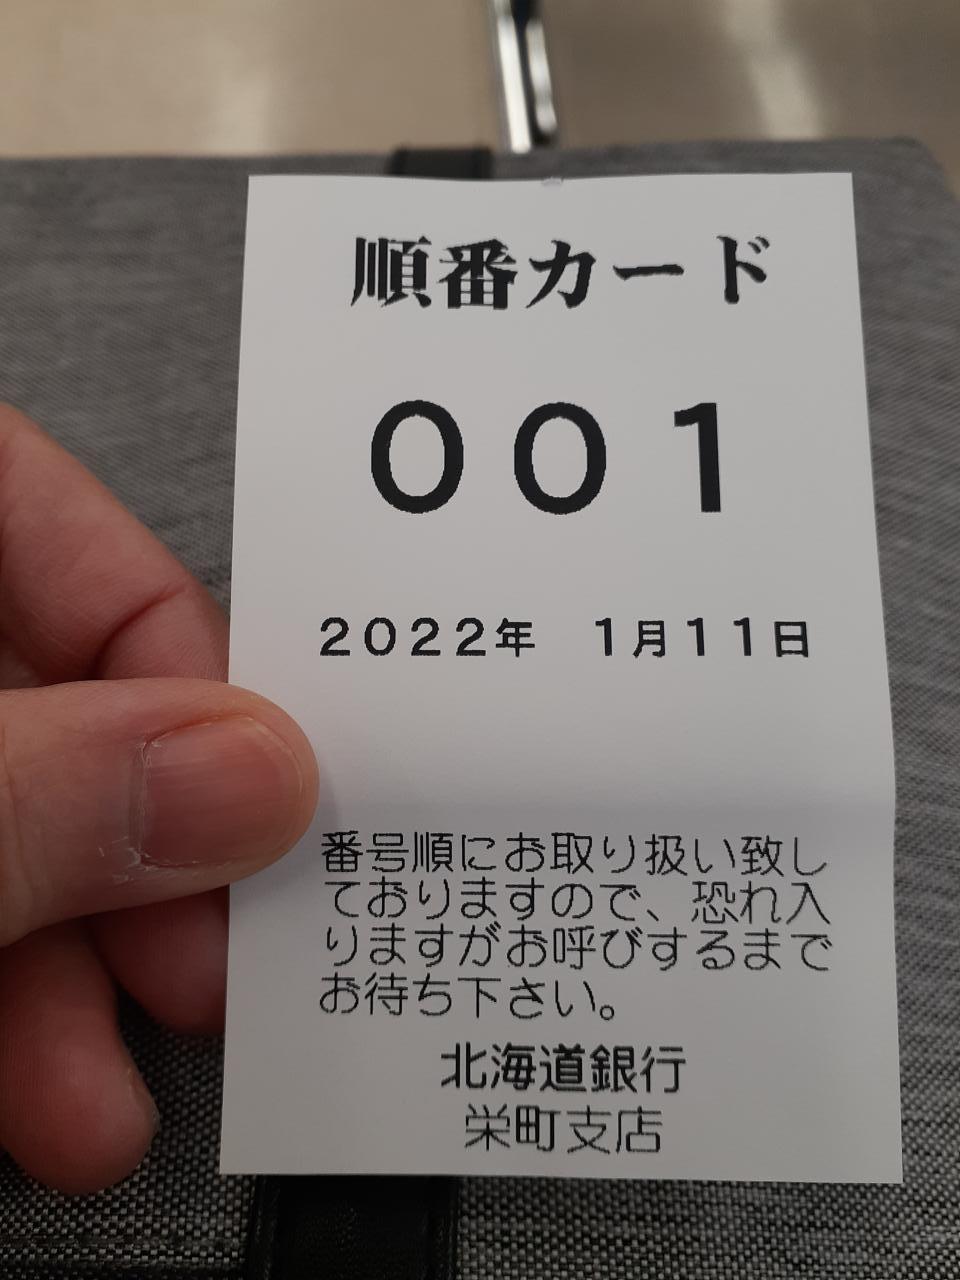 順番カード
００１
２０２２年　１月１１日
番号順にお取り扱い致し
ておりますので、恐れ入
りますがお呼びするまで
お待ち下さい。
北海道銀行
栄町支店